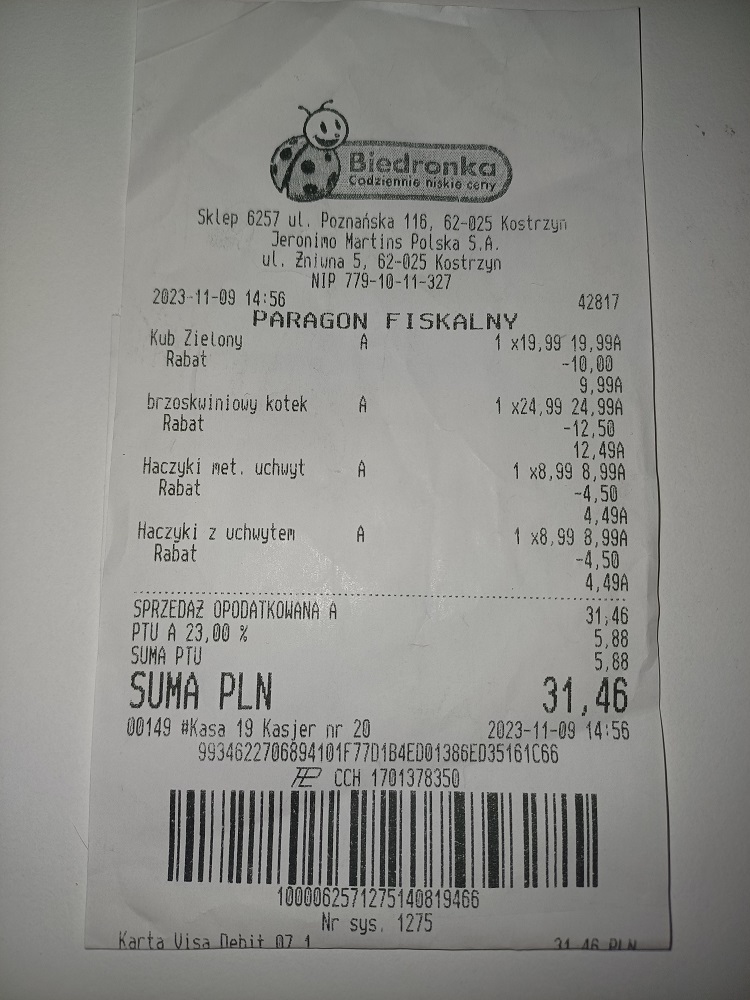 Biedronka
Codziennie niskie ceny
Sklep 6257 ul. Poznańska 116, 62-025 Kostrzyn
Jeronimo Martins Polska S.A.
ul. Żniwna 5, 62-025 Kostrzyn
NIP 779-10-11-327
2023-11-09 14:56 42817
PARAGON FISKALNY
Kub Zielony A 1 x19,99 19,99A
Rabat -10,00
9,99A
brzoskwiniowy kotek A 1 x24,99 24,99A
Rabat -12,50
12,49A
Haczyki met. uchwyt A 1 x8,99 8,99A
Rabat -4,50
4,49A
Haczyki z uchwytem A 1 x8,99 8,99A
Rabat -4,50
4,49A
SPRZEDAŻ OPODATKOWANA A 31,46
PTU A 23,00 % 5,88
SUMA PTU 5,88
SUMA PLN 31,46
00149 #Kasa 19 Kasjer nr 20 2023-11-09 14:56
9934622706894101F77D1B4ED01386ED35161C66
CCH 1701378350
1000062571275140819466
Nr sys. 1275
Karta Visa Debit 07 1 31,46 PLN